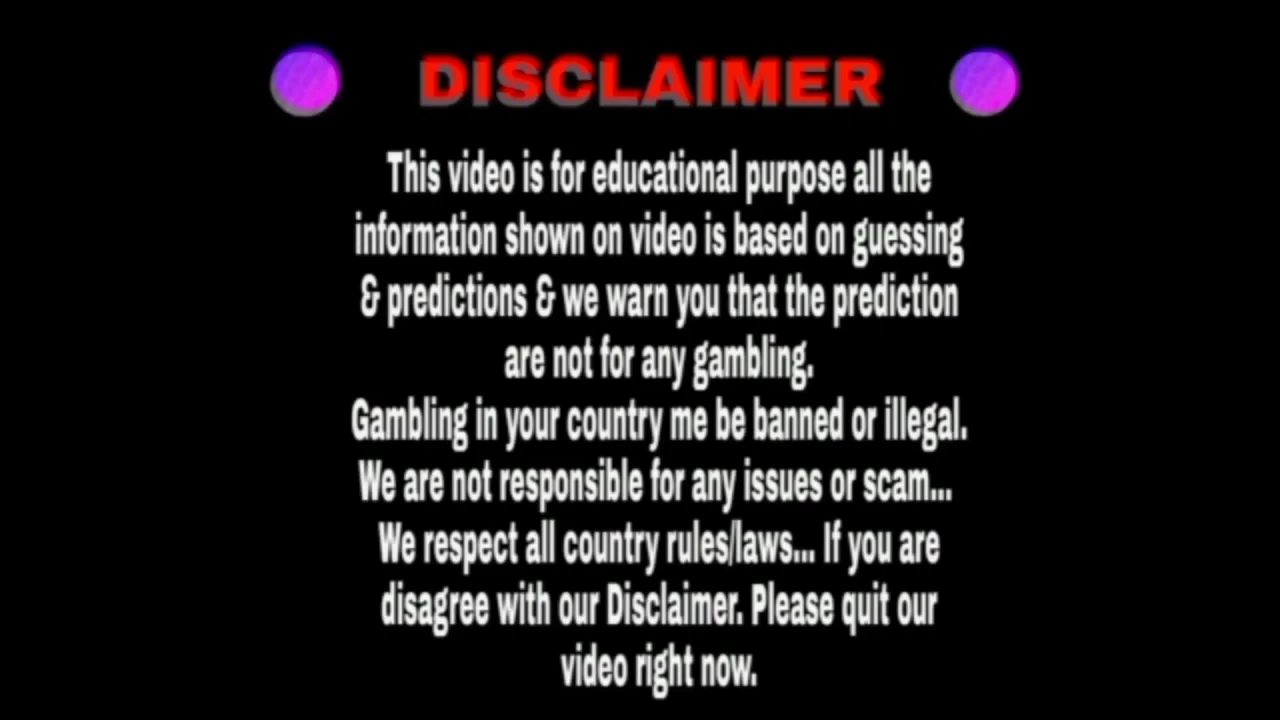 DISCLAIMER
This video is for educational purpose all the
information shown on video is based on guessing
& predictions & we warn you that the prediction
are not for any gambling.
Gambling in your country me be banned or illegal.
We are not responsible for any issues or scam...
We respect all country rules/laws... If you are
disagree with our Disclaimer. Please quit our
video right now.